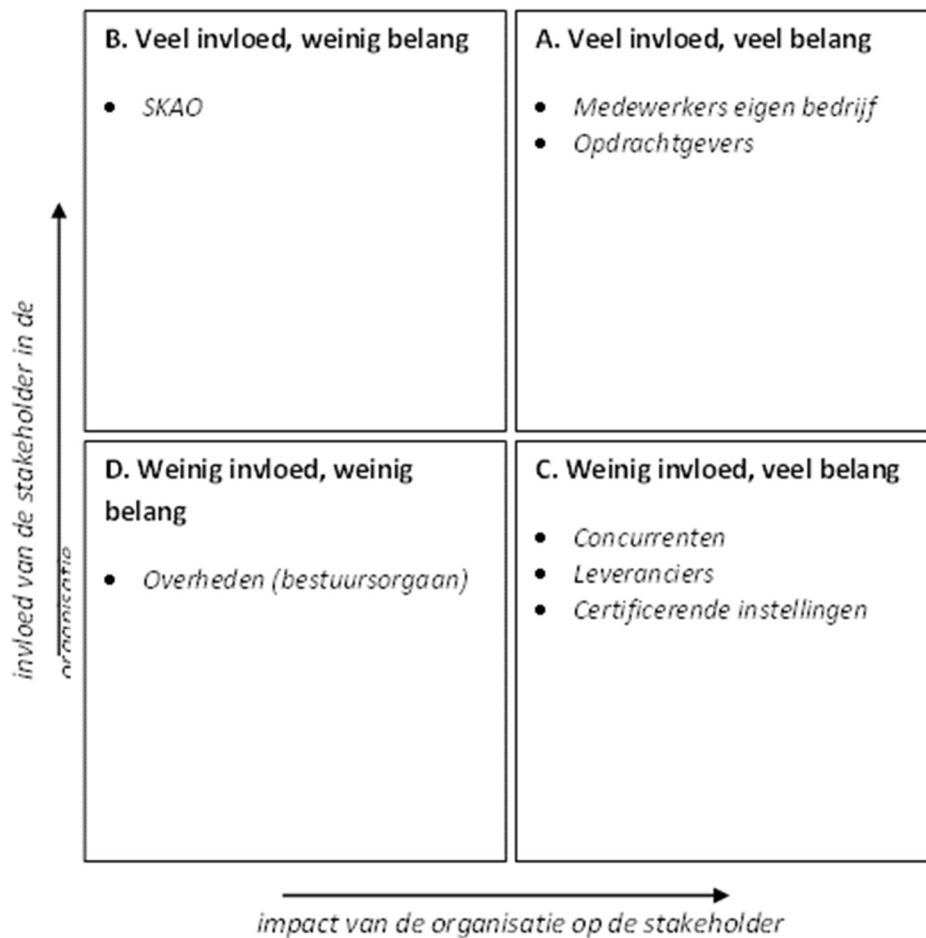 B. Veel invloed, weinig belang
• SKAO
A. Veel invloed, veel belang
• Medewerkers eigen bedrijf
• Opdrachtgevers
D. Weinig invloed, weinig
belang
• Overheden (bestuursorgaan)
C. Weinig invloed, veel belang
• Concurrenten
• Leveranciers
• Certificerende instellingen
invloed van de stakeholder in de
organisatie
impact van de organisatie op de stakeholder